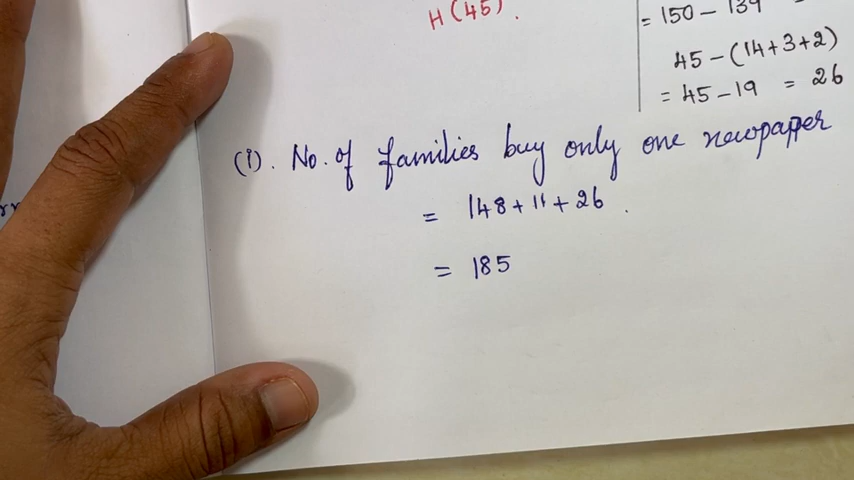 H (45).
= 150 - 139
45 - (14+3+2)
= 45 - 19 = 26
(i). No. of families buy only one newpaper
= 148 + 11 + 26.
= 185